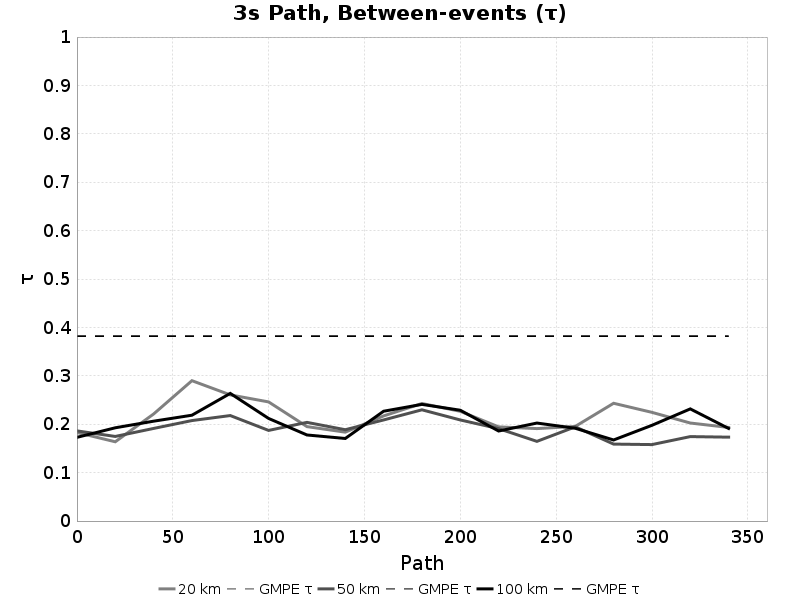 3s Path, Between-events (τ)
1
0.9
0.8
0.7
0.6
0.5
0.4
0.3
0.2
0.1
0
τ
0 50 100 150 200 250 300 350
Path
20 km GMPE τ 50 km GMPE τ 100 km GMPE τ